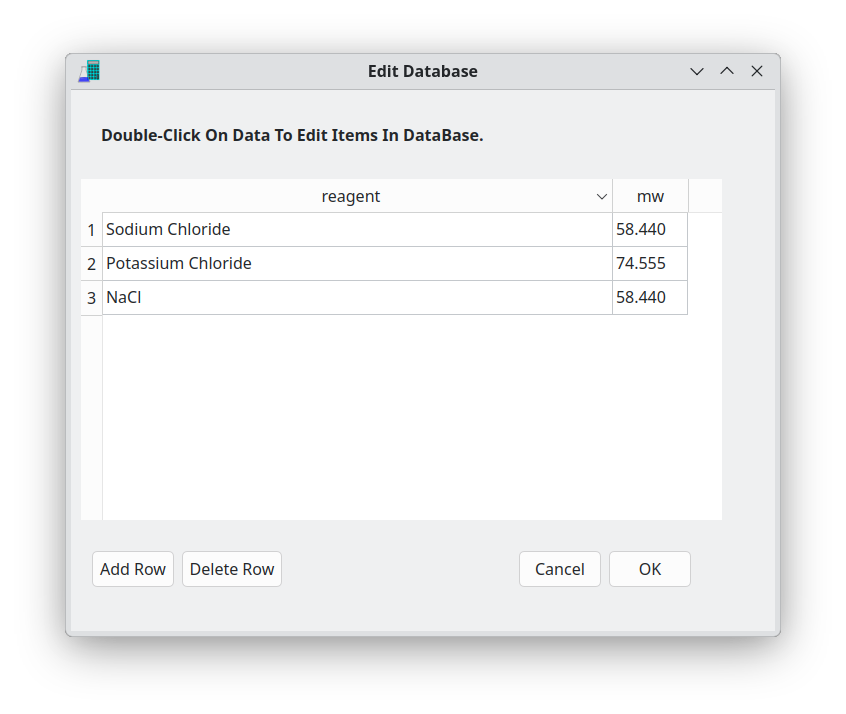 Edit Database
Double-Click On Data To Edit Items In DataBase.
reagent mw
1 Sodium Chloride 58.440
2 Potassium Chloride 74.555
3 NaCl 58.440
Add Row Delete Row Cancel OK